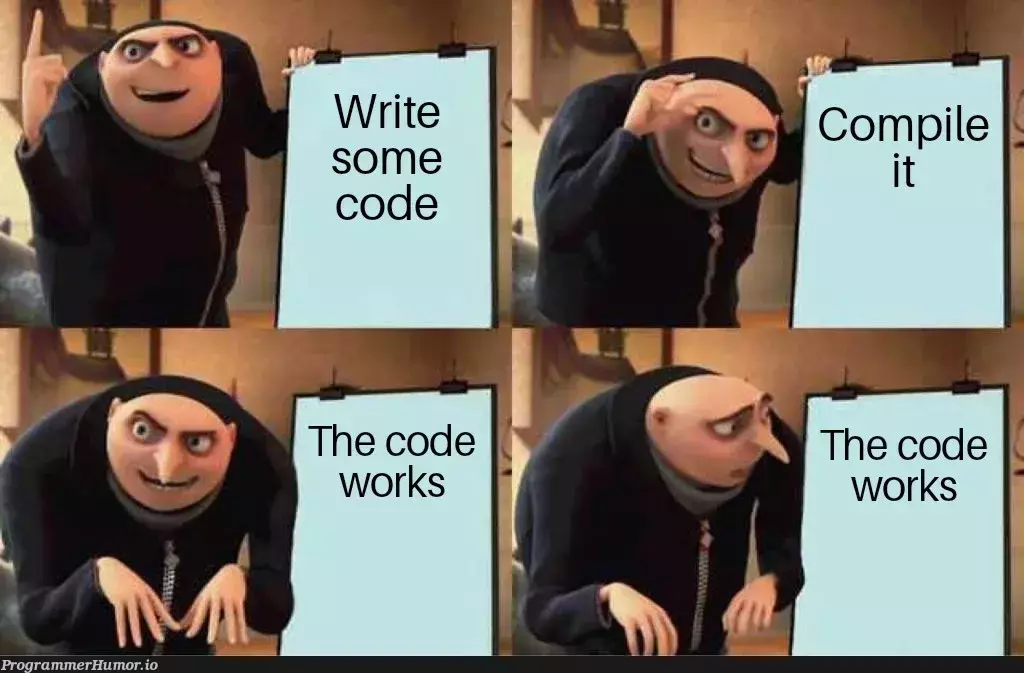 Write
some
code
Compile
it
The code
works
The code
works
ProgrammerHumor.io